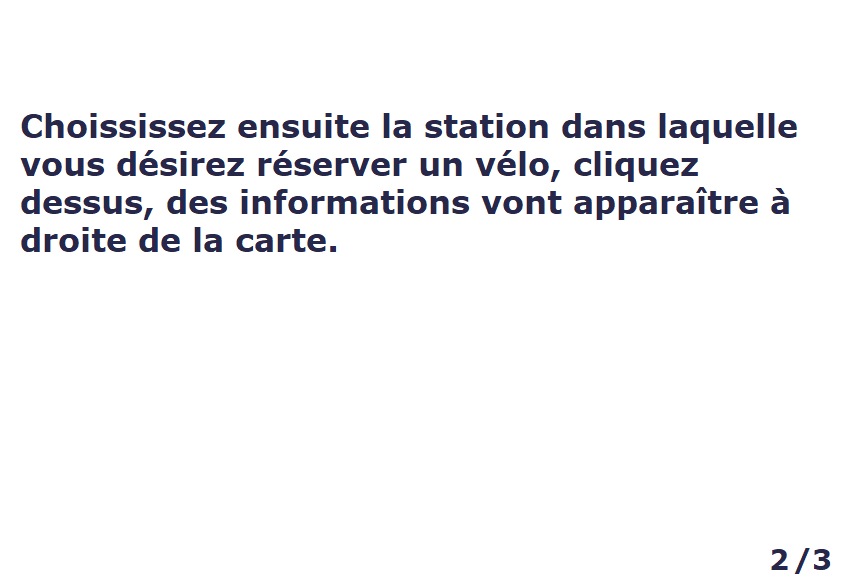 Choissisez ensuite la station dans laquelle
vous désirez réserver un vélo, cliquez
dessus, des informations vont apparaître à
droite de la carte.
2/3